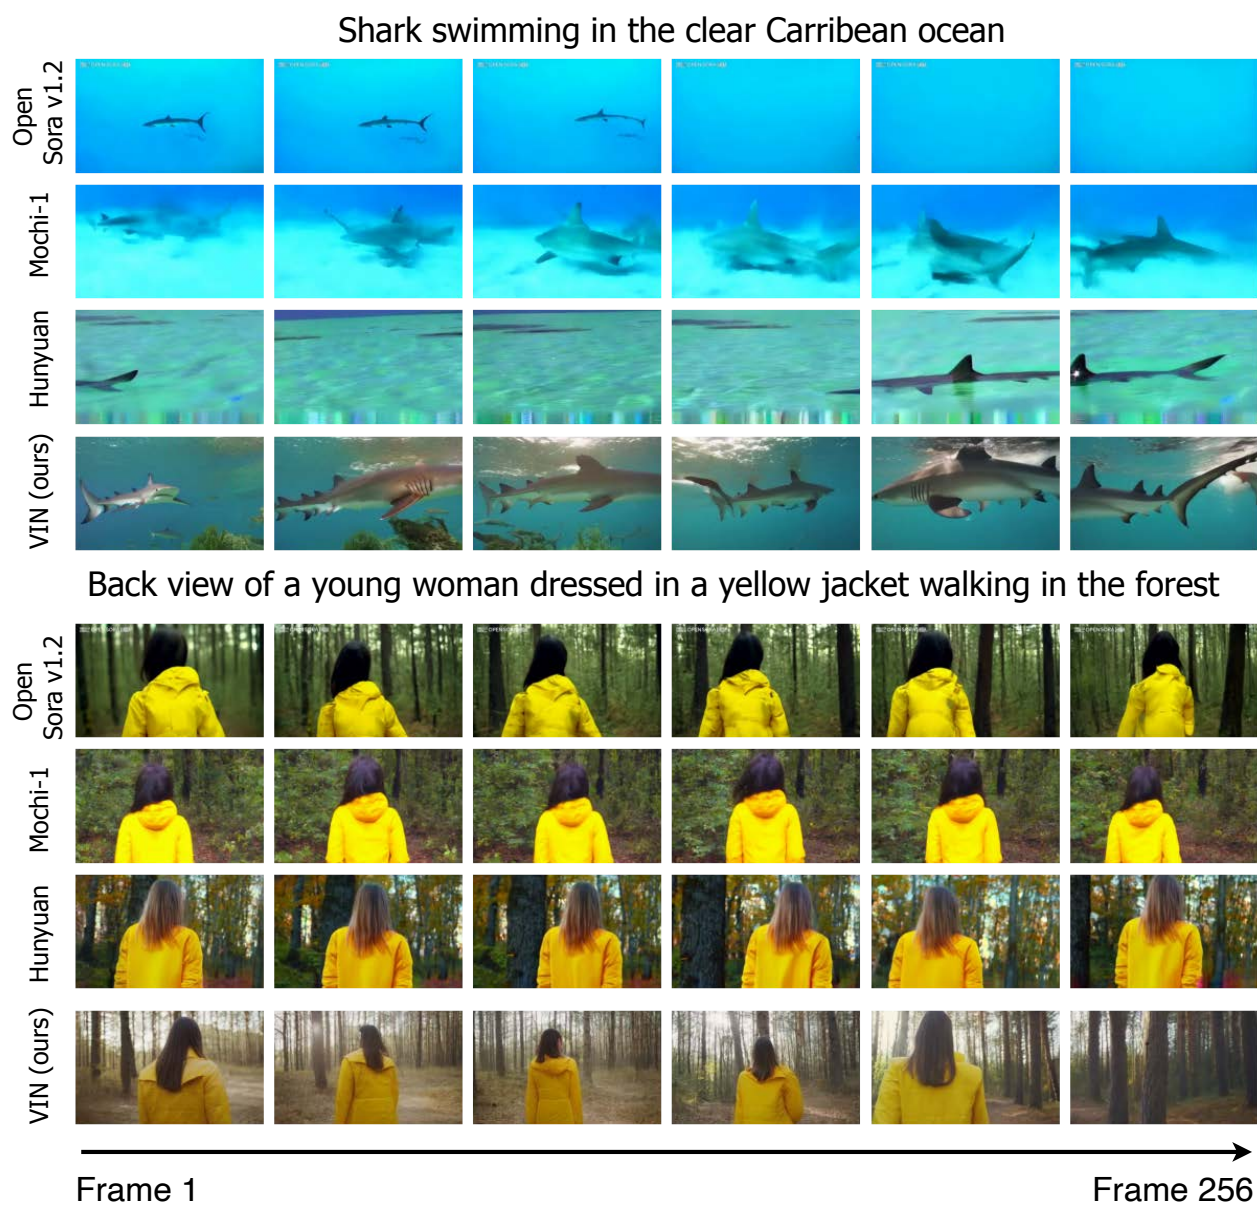 Shark swimming in the clear Carribean ocean
Open
Sora v1.2
Mochi-1
Hunyuan
VIN (ours)
Back view of a young woman dressed in a yellow jacket walking in the forest
Open
Sora v1.2
Mochi-1
Hunyuan
VIN (ours)
Frame 1
Frame 256